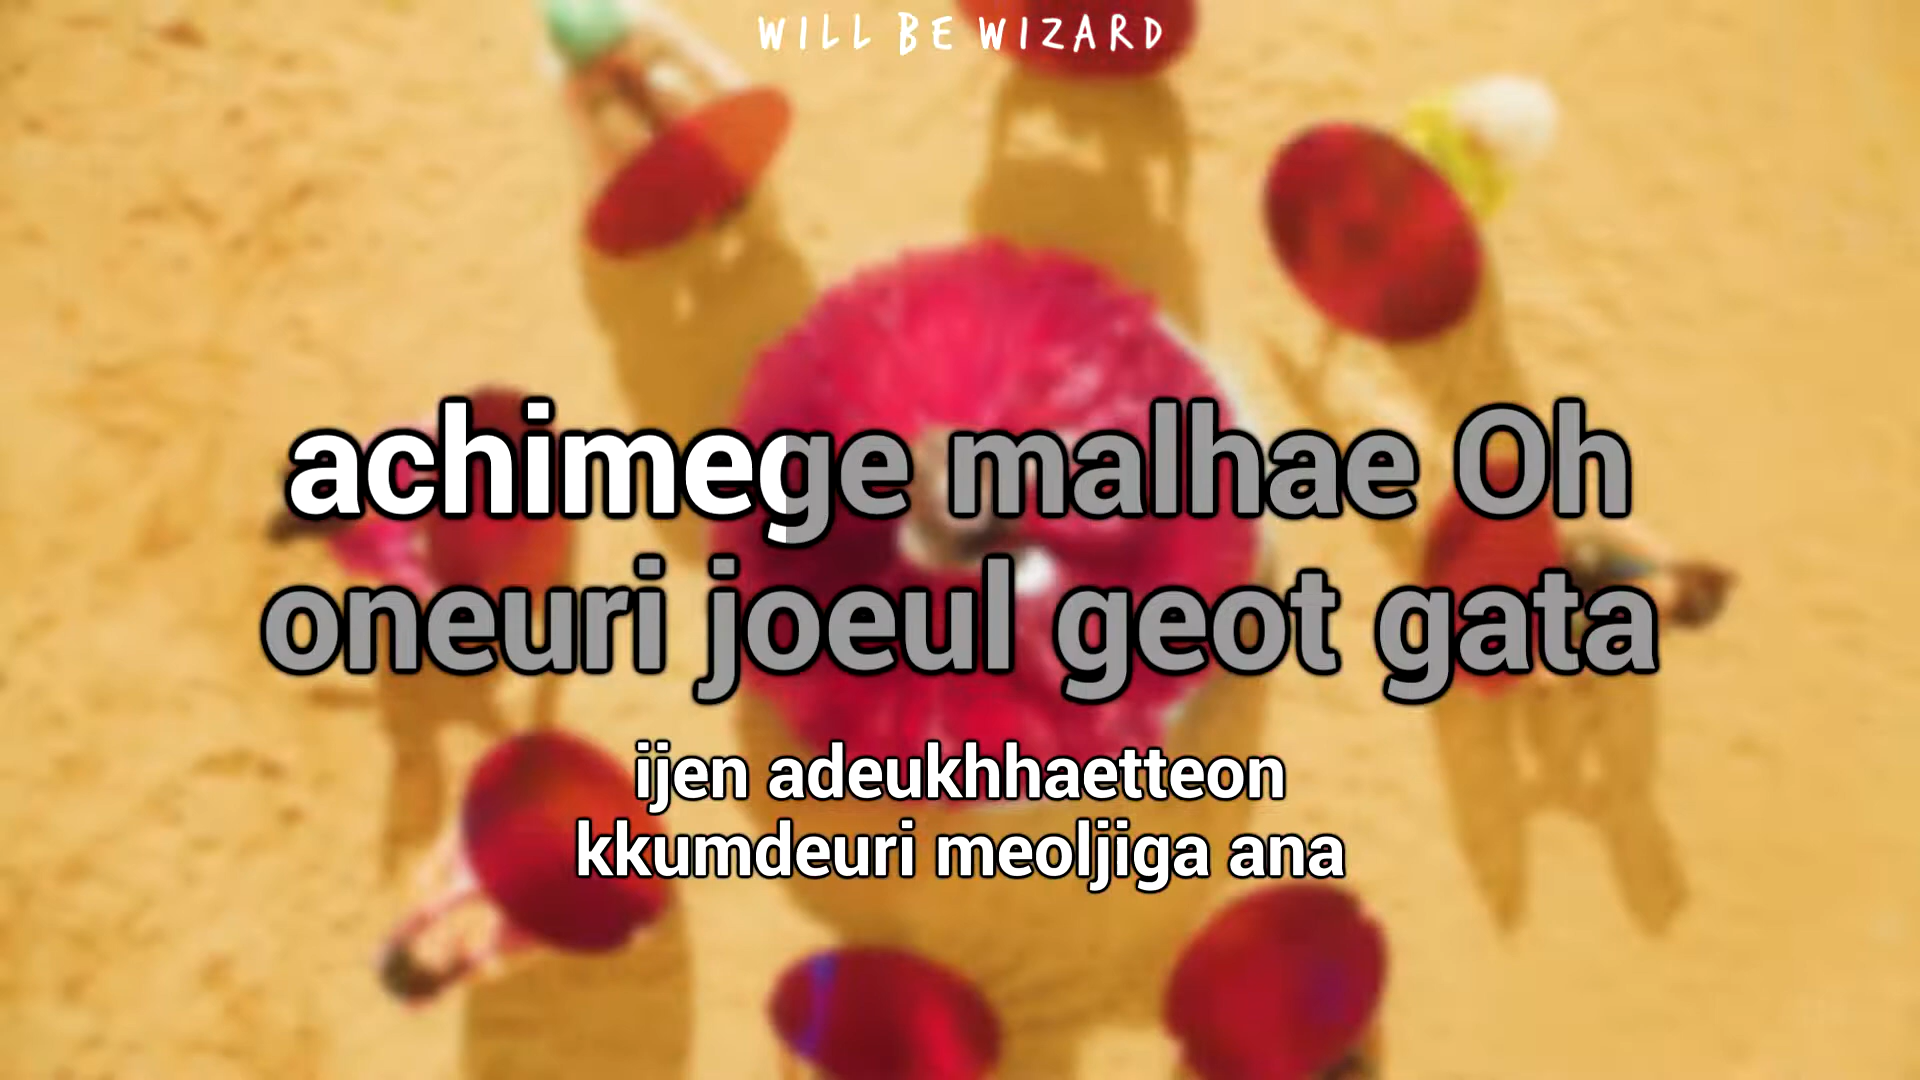 WILL BE WIZARD
achimege malhae Oh
oneuri joeul geot gata
ijen adeukhhaetteon
kkumdeuri meoljiga ana